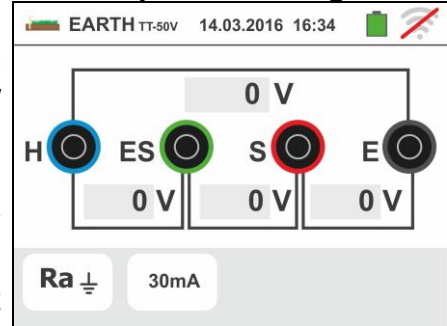 EARTH TT-50V 14.03.2016 16:34
0 V
H ES S E
0 V 0 V 0 V
Ra 30mA